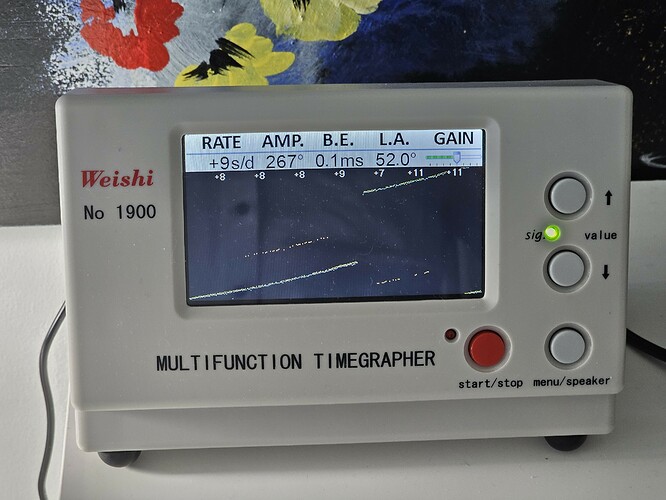 RATE AMP. B.E. L.A. GAIN
+9s/d 267° 0.1ms 52.0°
+8 +8 +8 +9 +7 +11 +11
Weishi
No 1900
sig. value
MULTIFUNCTION TIMEGRAPHER
start/stop menu/speaker